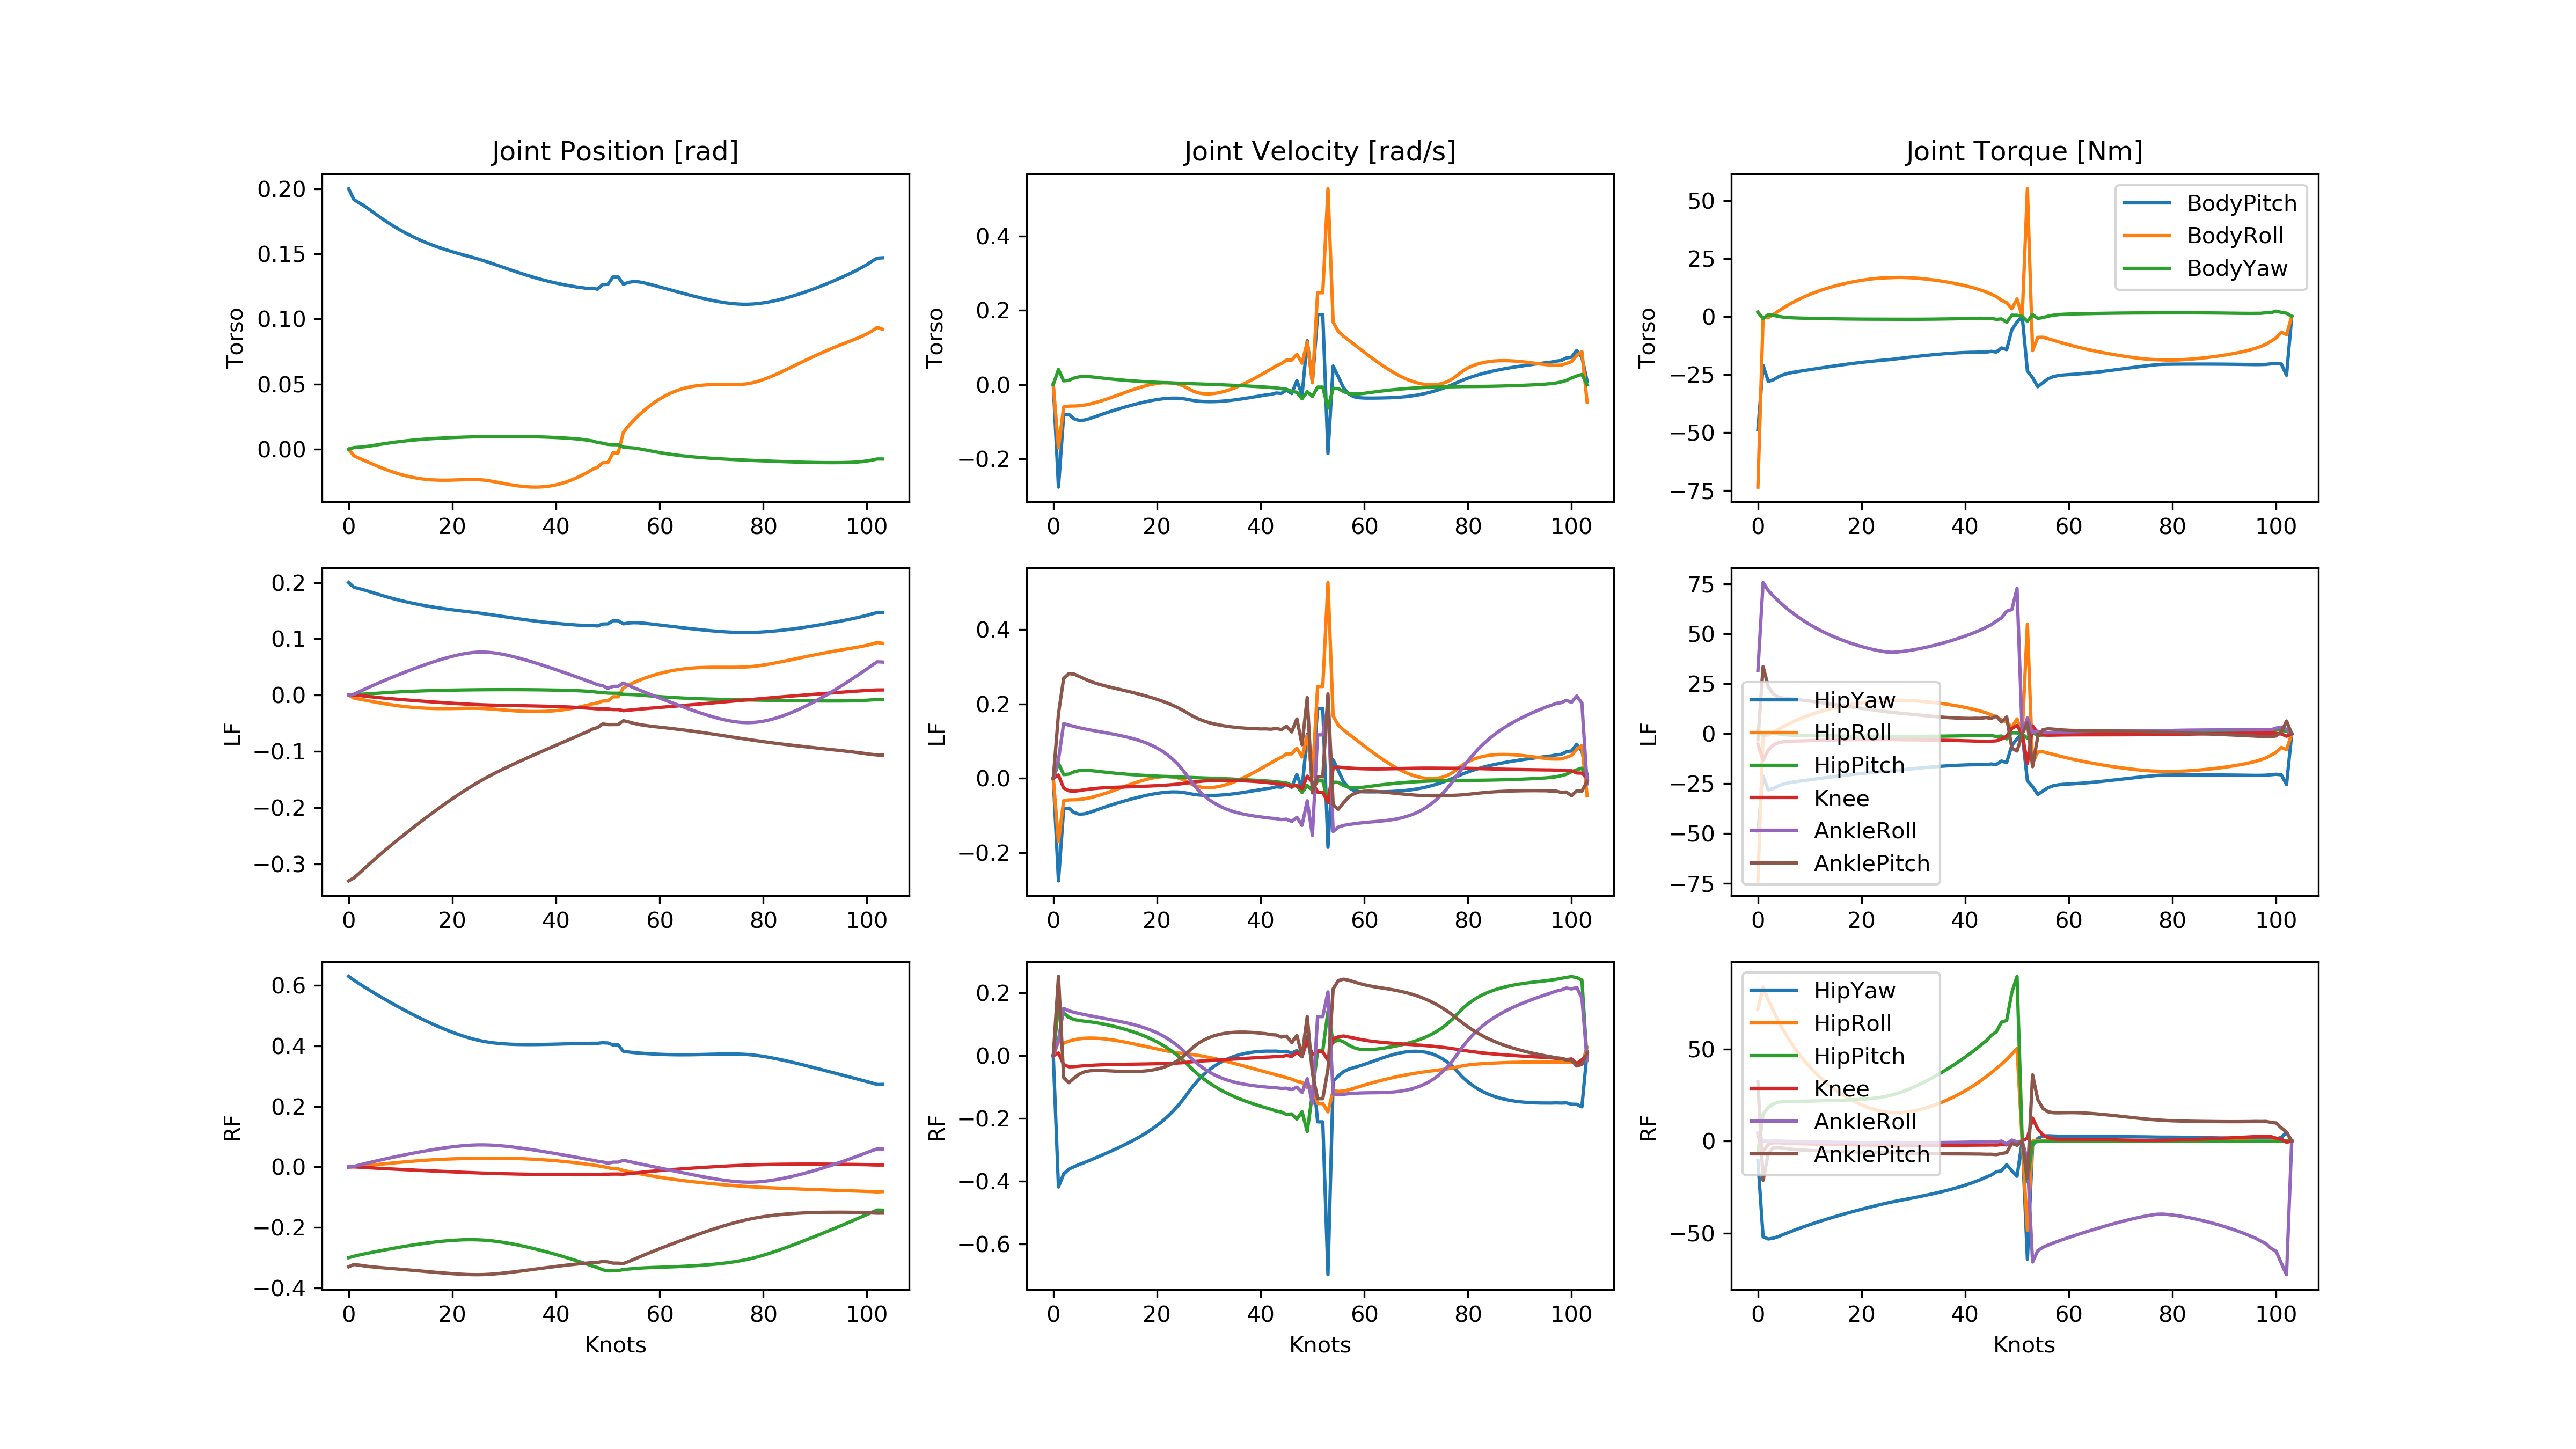 Joint Position [rad]
Joint Velocity [rad/s]
Joint Torque [Nm]
Torso
0.20
0.15
0.10
0.05
0.00
0 20 40 60 80 100
Torso
0.4
0.2
0.0
−0.2
0 20 40 60 80 100
Torso
50
25
0
−25
−50
−75
0 20 40 60 80 100
BodyPitch
BodyRoll
BodyYaw
LF
0.2
0.1
0.0
−0.1
−0.2
−0.3
0 20 40 60 80 100
LF
0.4
0.2
0.0
−0.2
0 20 40 60 80 100
LF
75
50
25
0
−25
−50
−75
0 20 40 60 80 100
HipYaw
HipRoll
HipPitch
Knee
AnkleRoll
AnklePitch
RF
0.6
0.4
0.2
0.0
−0.2
−0.4
0 20 40 60 80 100
Knots
RF
0.2
0.0
−0.2
−0.4
−0.6
0 20 40 60 80 100
Knots
RF
50
0
−50
0 20 40 60 80 100
Knots
HipYaw
HipRoll
HipPitch
Knee
AnkleRoll
AnklePitch